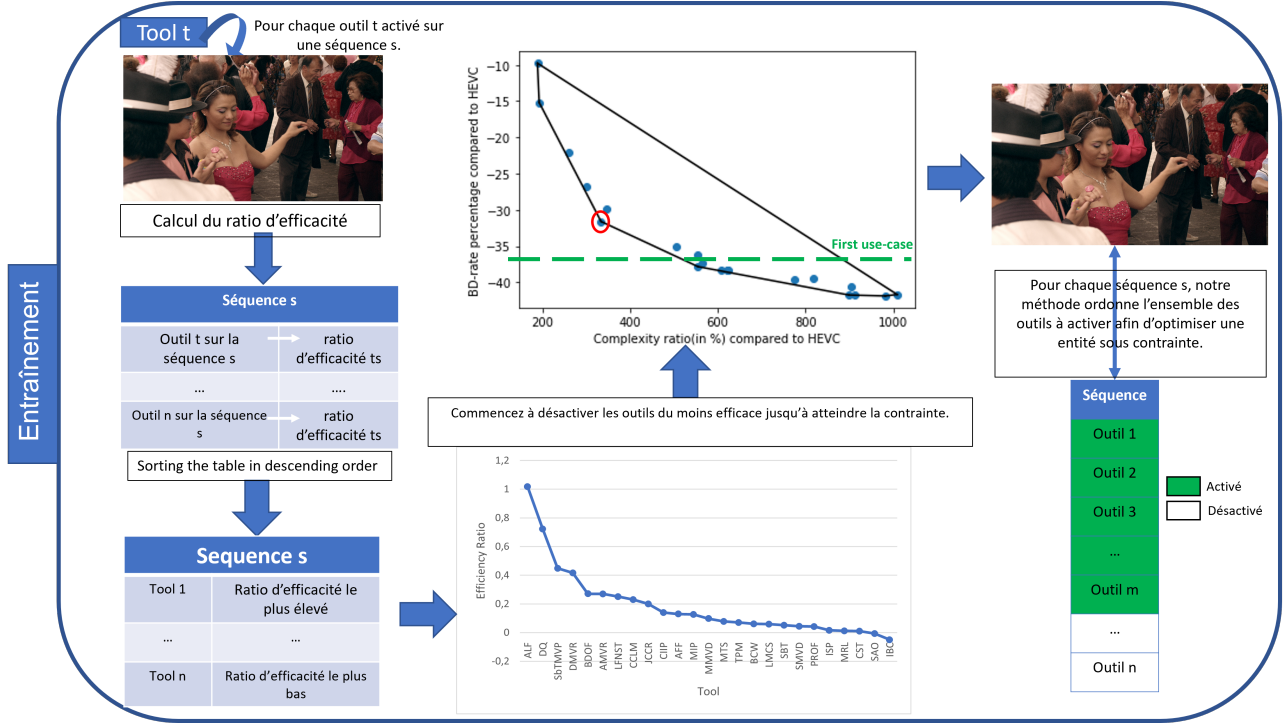 Entraînement
Tool t
Pour chaque outil t activé sur
une séquence s.
Calcul du ratio d’efficacité
Séquence s
Outil t sur la
séquence s
ratio
d’efficacité ts
...
....
Outil n sur la séquence
s
ratio
d’efficacité ts
Sorting the table in descending order
Sequence s
Tool 1
Ratio d’efficacité le
plus élevé
...
...
Tool n
Ratio d’efficacité le plus
bas
BD-rate percentage compared to HEVC
−10
−15
−20
−25
−30
−35
−40
First use-case
200
400
600
800
1000
Complexity ratio(in %) compared to HEVC
Commencez à désactiver les outils du moins efficace jusqu’à atteindre la contrainte.
Efficiency Ratio
1,2
1
0,8
0,6
0,4
0,2
0
-0,2
ALF
DQ
SbTMVP
DMVR
BDOF
AMVR
LFNST
CCLM
JCCR
CIIP
AFF
MIP
MMVD
MTS
TPM
BCW
LMCS
SBT
SMVD
PROF
ISP
MRL
CST
SAO
IBC
Tool
Pour chaque séquence s, notre
méthode ordonne l’ensemble des
outils à activer afin d’optimiser une
entité sous contrainte.
Séquence
Outil 1
Outil 2
Outil 3
...
Outil m
...
Outil n
Activé
Désactivé